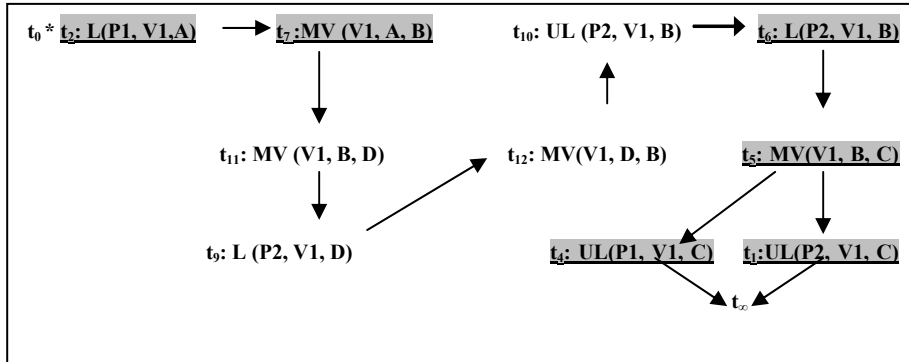 t₀ * t₂: L(P1, V1,A) t₇ :MV (V1, A, B) t₁₀: UL (P2, V1, B) t₆: L(P2, V1, B)
t₁₁: MV (V1, B, D) t₁₂: MV(V1, D, B) t₅: MV(V1, B, C)
t₉: L (P2, V1, D) t₄: UL(P1, V1, C) t₁:UL(P2, V1, C)
t∞